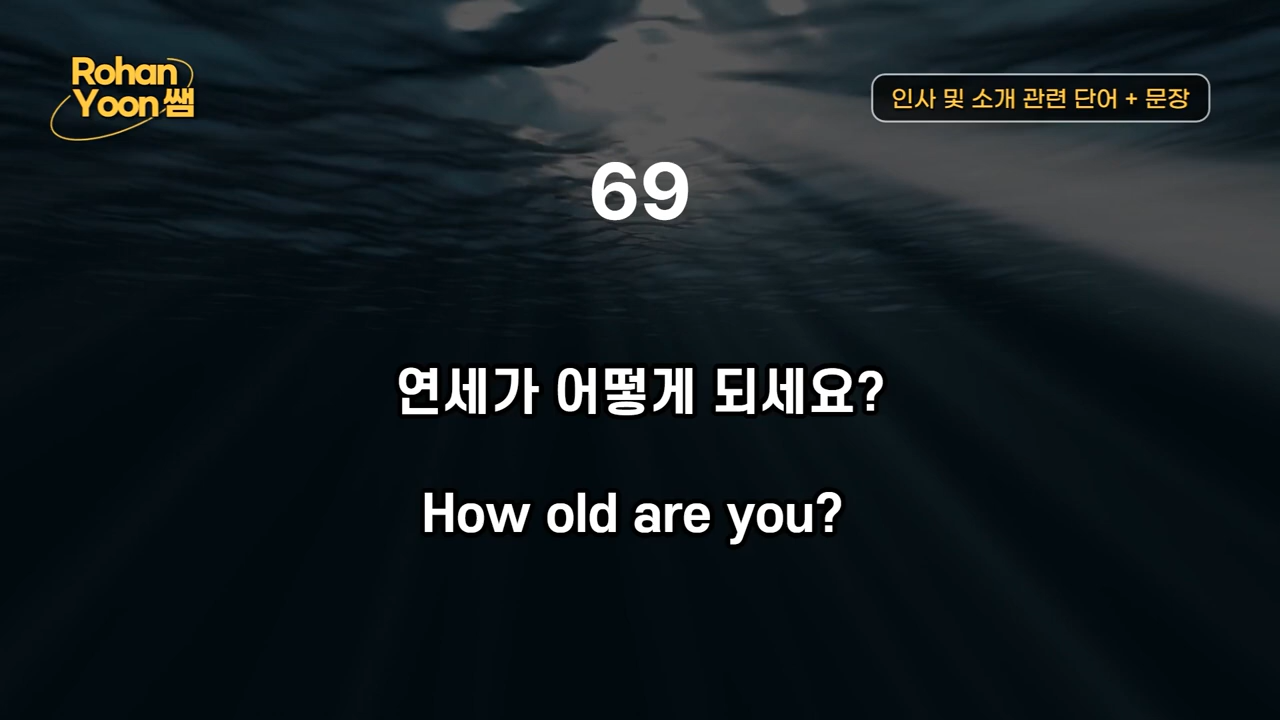 Rohan
Yoon쌤
인사 및 소개 관련 단어 + 문장
69
연세가 어떻게 되세요?
How old are you?